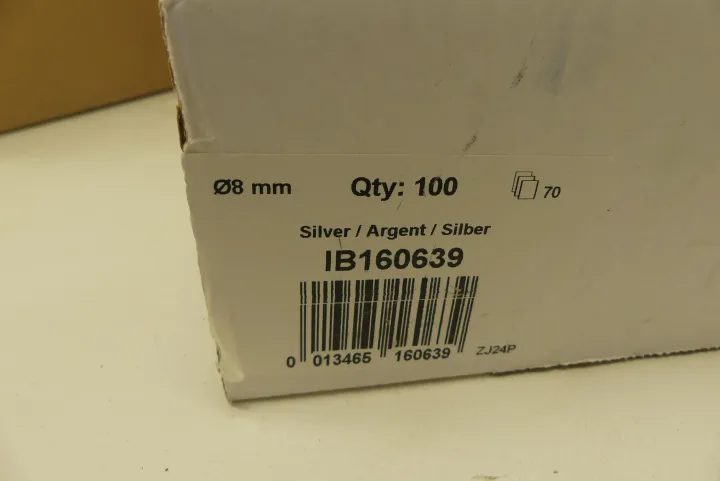 Ø8 mm Qty: 100 70
Silver / Argent / Silber
IB160639
0 013465 160639 ZJ24P